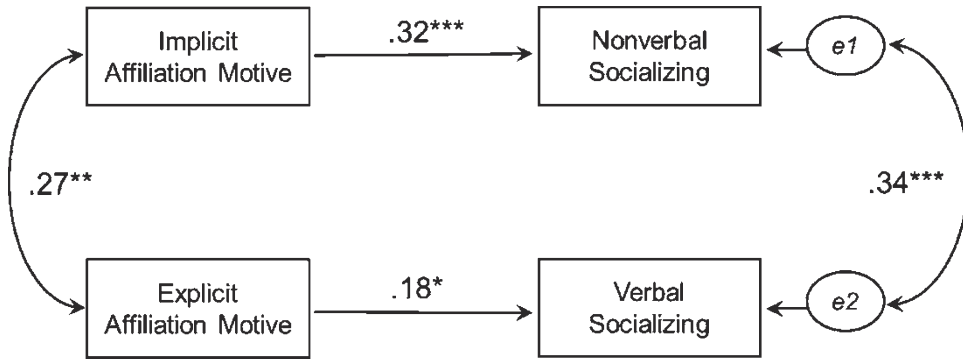 Implicit
Affiliation Motive
.32***
Nonverbal
Socializing
e1
.27**
.34***
Explicit
Affiliation Motive
.18*
Verbal
Socializing
e2